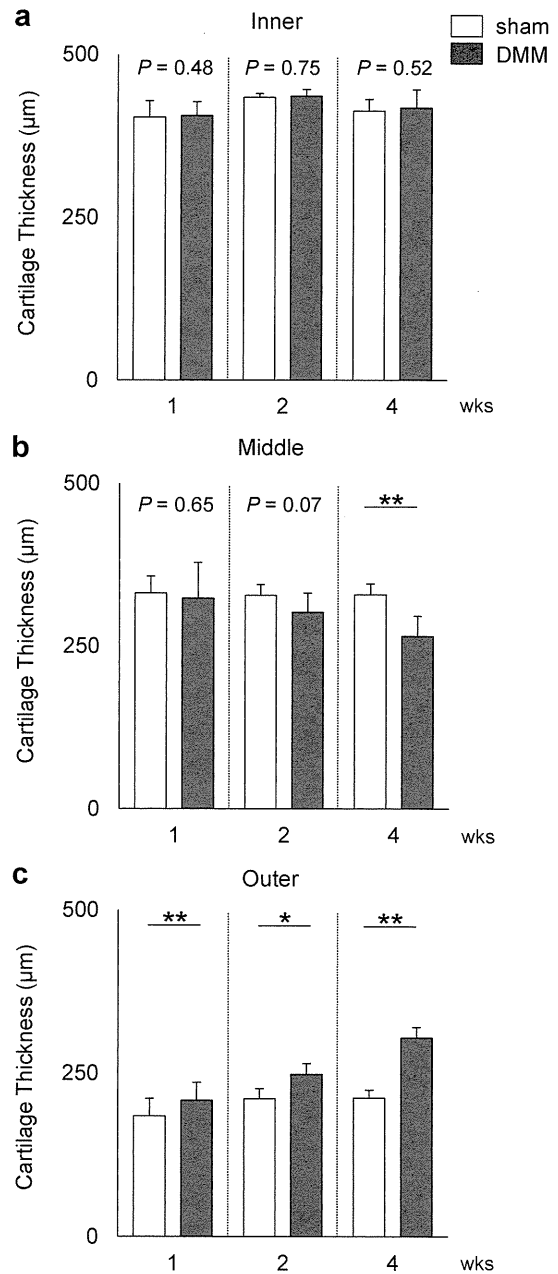 a
Inner
sham
DMM
Cartilage Thickness (μm)
500
250
0
P = 0.48
P = 0.75
P = 0.52
1
2
4
wks
b
Middle
Cartilage Thickness (μm)
500
250
0
P = 0.65
P = 0.07
**
1
2
4
wks
c
Outer
Cartilage Thickness (μm)
500
250
0
**
*
**
1
2
4
wks